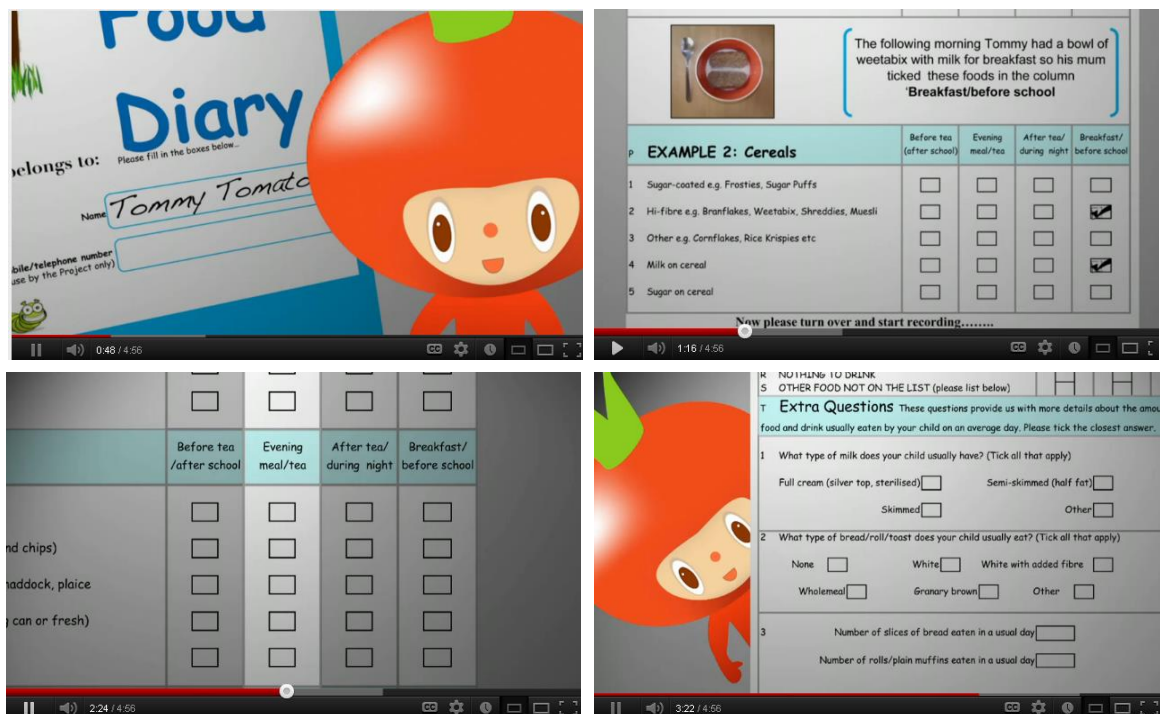 Food
Diary
belongs to:
Please fill in the boxes below...
Name
Tommy Tomato
mobile/telephone number
use by the Project only)
0:48 / 4:56
CC
The following morning Tommy had a bowl of
weetabix with milk for breakfast so his mum
ticked these foods in the column
'Breakfast/before school
P EXAMPLE 2: Cereals
Before tea (after school)
Evening meal/tea
After tea/ during night
Breakfast/ before school
1 Sugar-coated e.g. Frosties, Sugar Puffs
2 Hi-fibre e.g. Branflakes, Weetabix, Shreddies, Muesli
3 Other e.g. Cornflakes, Rice Krispies etc
4 Milk on cereal
5 Sugar on cereal
Now please turn over and start recording........
1:16 / 4:56
CC
Before tea /after school
Evening meal/tea
After tea/ during night
Breakfast/ before school
nd chips)
haddock, plaice
g can or fresh)
2:24 / 4:56
CC
R NOTHING TO DRINK
S OTHER FOOD NOT ON THE LIST (please list below)
T Extra Questions These questions provide us with more details about the amou
food and drink usually eaten by your child on an average day. Please tick the closest answer.
1 What type of milk does your child usually have? (Tick all that apply)
Full cream (silver top, sterilised) Semi-skimmed (half fat)
Skimmed Other
2 What type of bread/roll/toast does your child usually eat? (Tick all that apply)
None White White with added fibre
Wholemeal Granary brown Other
3 Number of slices of bread eaten in a usual day
Number of rolls/plain muffins eaten in a usual day
3:22 / 4:56
CC